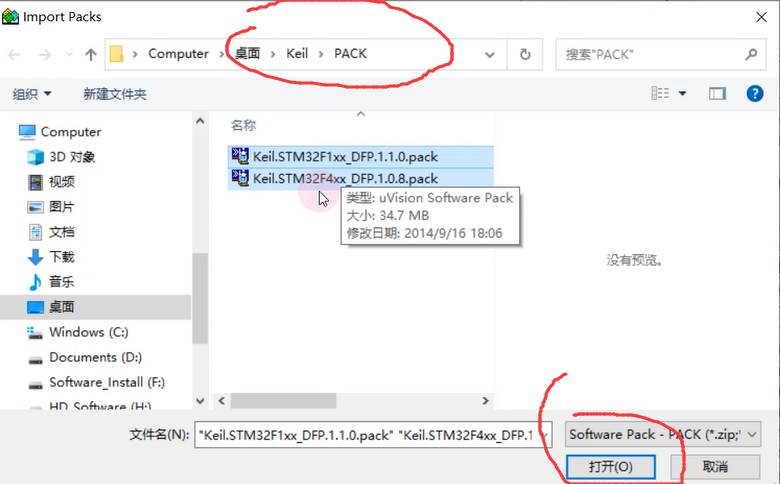 Import Packs
Computer 桌面 Keil PACK
搜索"PACK"
组织 新建文件夹
Computer
3D 对象
视频
图片
文档
下载
音乐
桌面
Windows (C:)
Documents (D:)
Software_Install (F:)
HD_Software (H:)
名称
Keil.STM32F1xx_DFP.1.1.0.pack
Keil.STM32F4xx_DFP.1.0.8.pack
类型: uVision Software Pack
大小: 34.7 MB
修改日期: 2014/9/16 18:06
没有预览。
文件名(N): "Keil.STM32F1xx_DFP.1.1.0.pack" "Keil.STM32F4xx_DFP.1
Software Pack - PACK (*.zip;*
打开(O) 取消